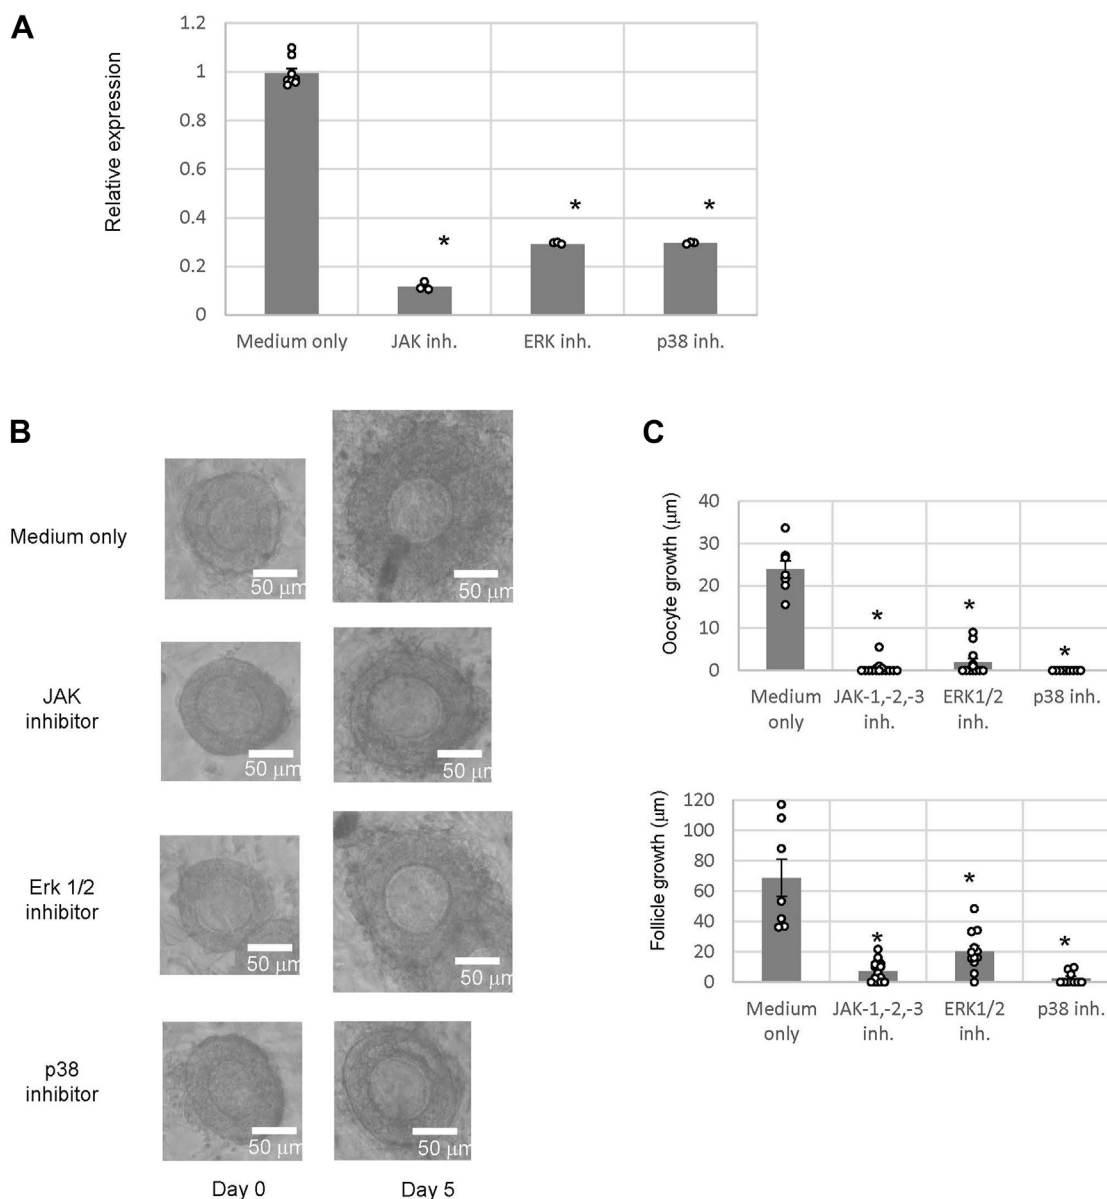 A
Relative expression
1.2
1
0.8
0.6
0.4
0.2
0
*
*
*
Medium only JAK inh. ERK inh. p38 inh.
B
Medium only
50 μm
50 μm
JAK
inhibitor
50 μm
50 μm
Erk 1/2
inhibitor
50 μm
50 μm
p38
inhibitor
50 μm
50 μm
Day 0 Day 5
C
Oocyte growth (μm)
40
30
20
10
0
*
*
*
Medium only JAK-1,-2,-3 inh. ERK1/2 inh. p38 inh.
Follicle growth (μm)
120
100
80
60
40
20
0
*
*
*
Medium only JAK-1,-2,-3 inh. ERK1/2 inh. p38 inh.